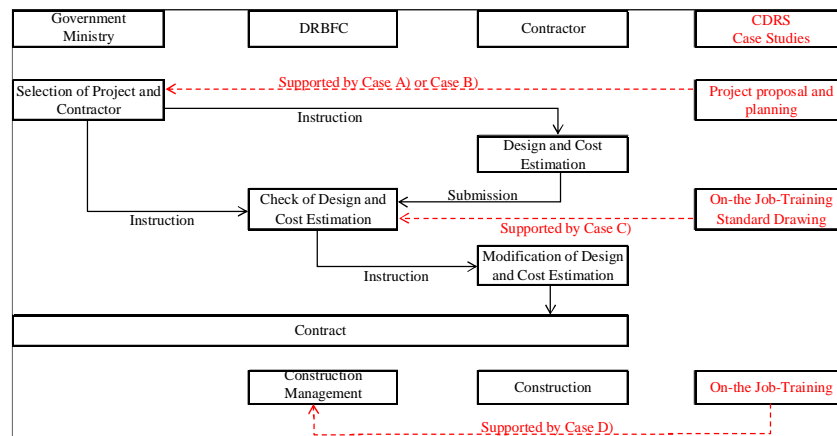 Government
Ministry
DRBFC
Contractor
CDRS
Case Studies
Supported by Case A) or Case B)
Selection of Project and
Contractor
Project proposal and
planning
Instruction
Design and Cost
Estimation
Submission
Check of Design and
Cost Estimation
On-the Job-Training
Standard Drawing
Instruction
Supported by Case C)
Modification of Design
and Cost Estimation
Instruction
Contract
Construction
Management
Construction
On-the Job-Training
Supported by Case D)